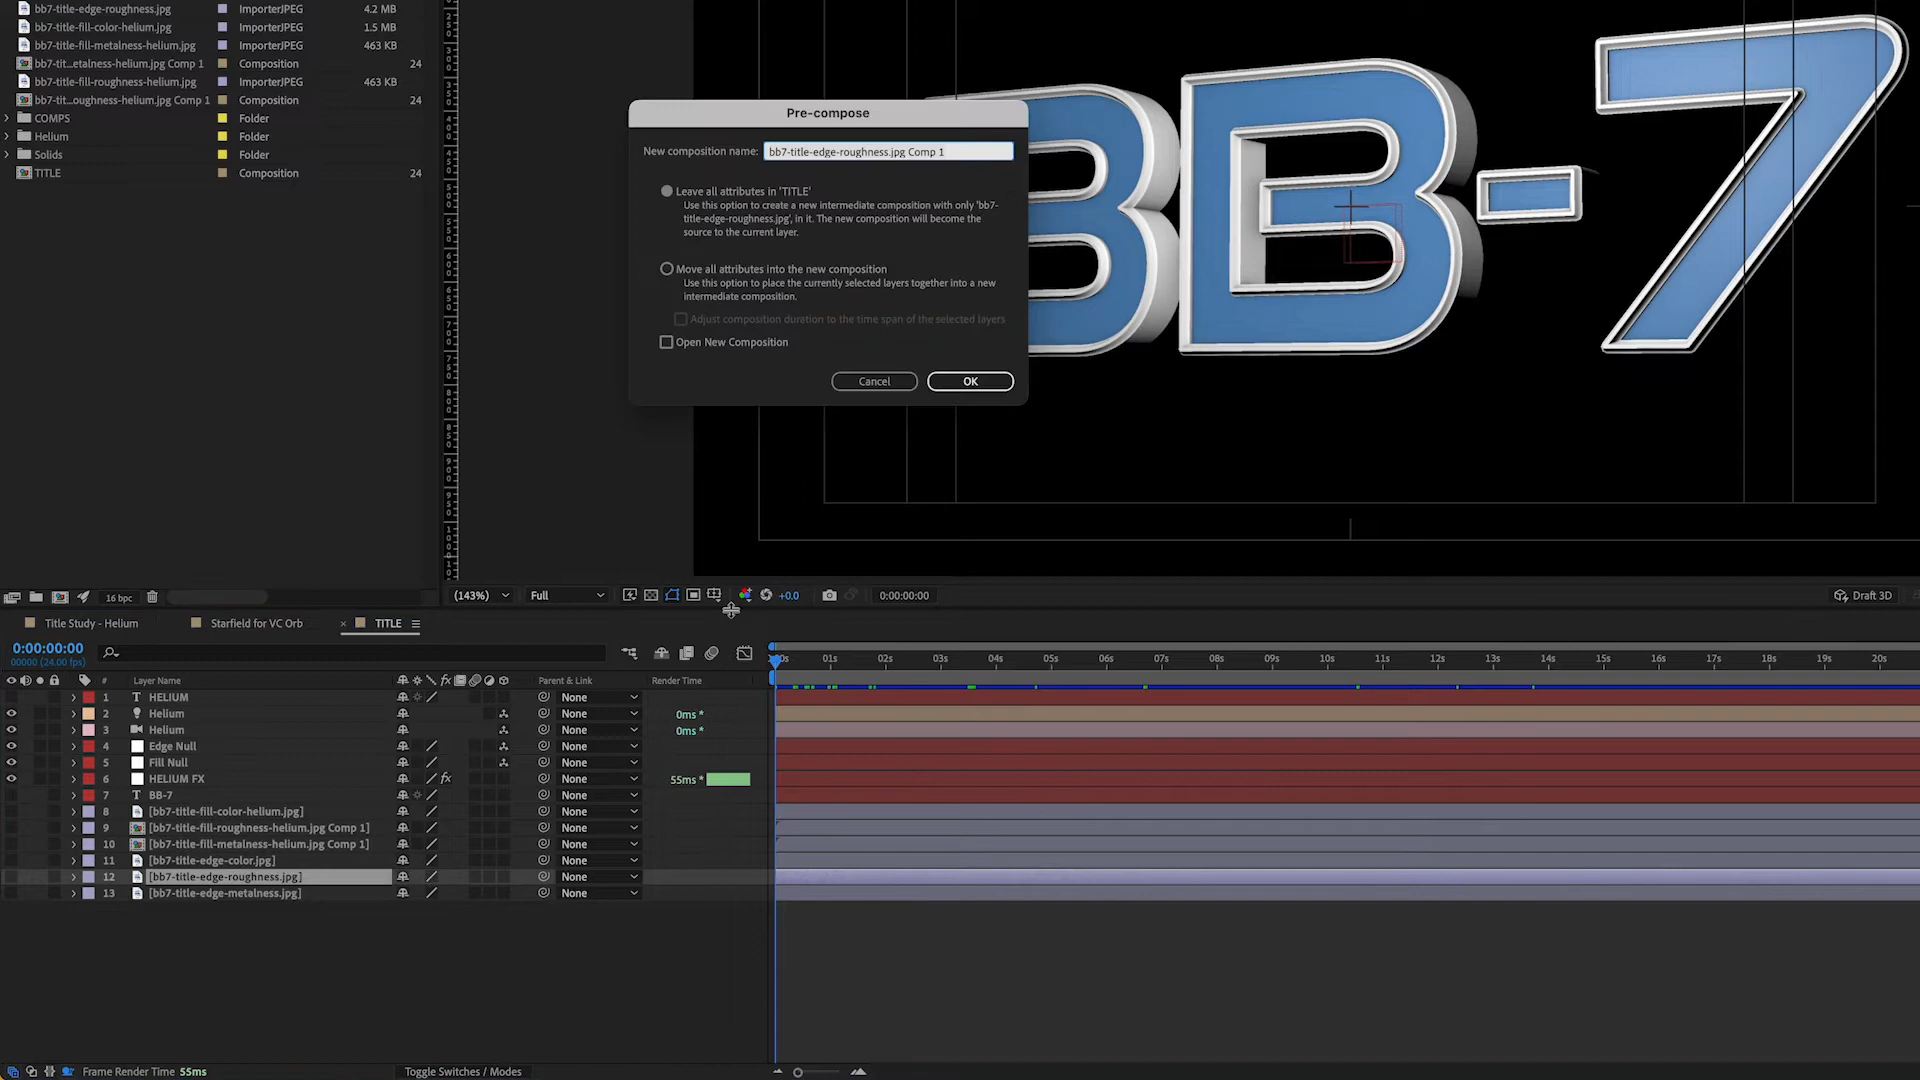 bb7-title-edge-roughness.jpg ImporterJPEG 4.2 MB
bb7-title-fill-color-helium.jpg ImporterJPEG 1.5 MB
bb7-title-fill-metalness-helium.jpg ImporterJPEG 463 KB
bb7-tit...etalness-helium.jpg Comp 1 Composition 24
bb7-title-fill-roughness-helium.jpg ImporterJPEG 463 KB
bb7-tit...oughness-helium.jpg Comp 1 Composition 24
COMPS Folder
Helium Folder
Solids Folder
TITLE Composition 24
16 bpc
BB-7
Pre-compose
New composition name: bb7-title-edge-roughness.jpg Comp 1
Leave all attributes in 'TITLE'
Use this option to create a new intermediate composition with only 'bb7-
title-edge-roughness.jpg', in it. The new composition will become the
source to the current layer.
Move all attributes into the new composition
Use this option to place the currently selected layers together into a new
intermediate composition.
Adjust composition duration to the time span of the selected layers
Open New Composition
Cancel OK
(143%) Full +0.0 0:00:00:00 Draft 3D
Title Study - Helium Starfield for VC Orb × TITLE
0:00:00:00
00000 (24.00 fps)
01s 02s 03s 04s 05s 06s 07s 08s 09s 10s 11s 12s 13s 14s 15s 16s 17s 18s 19s 20s
# Layer Name Parent & Link Render Time
1 T HELIUM None
2 Helium None 0ms *
3 Helium None 0ms *
4 Edge Null None
5 Fill Null None
6 HELIUM FX fx None 55ms *
7 T BB-7 None
8 [bb7-title-fill-color-helium.jpg] None
9 [bb7-title-fill-roughness-helium.jpg Comp 1] None
10 [bb7-title-fill-metalness-helium.jpg Comp 1] None
11 [bb7-title-edge-color.jpg] None
12 [bb7-title-edge-roughness.jpg] None
13 [bb7-title-edge-metalness.jpg] None
Frame Render Time 55ms Toggle Switches / Modes